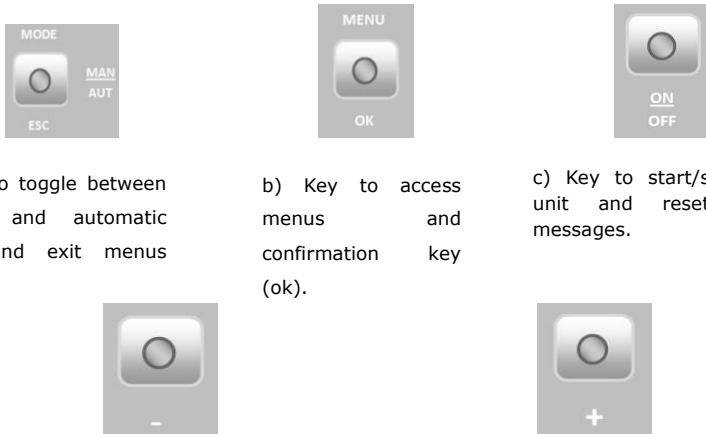 MODE
MAN
AUT
ESC
MENU
OK
ON
OFF
o toggle between
and automatic
nd exit menus
b) Key to access
menus and
confirmation key
(ok).
c) Key to start/s
unit and reset
messages.
-
+